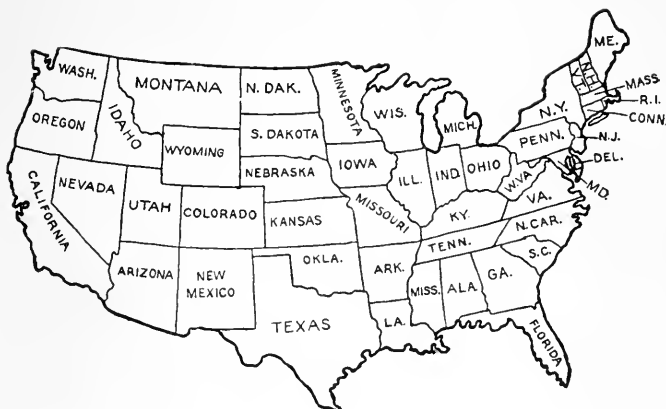 ME.
WASH.
MONTANA
N. DAK.
MINNESOTA
VT.
N.H.
MASS.
R.I.
CONN.
OREGON
IDAHO
WIS.
MICH.
N.Y.
WYOMING
S. DAKOTA
PENN.
N.J.
DEL.
MD.
IOWA
NEBRASKA
ILL.
IND.
OHIO
W.VA.
VA.
CALIFORNIA
NEVADA
UTAH
COLORADO
KANSAS
MISSOURI
KY.
N.CAR.
TENN.
S.C.
ARIZONA
NEW
MEXICO
OKLA.
ARK.
MISS.
ALA.
GA.
TEXAS
LA.
FLORIDA